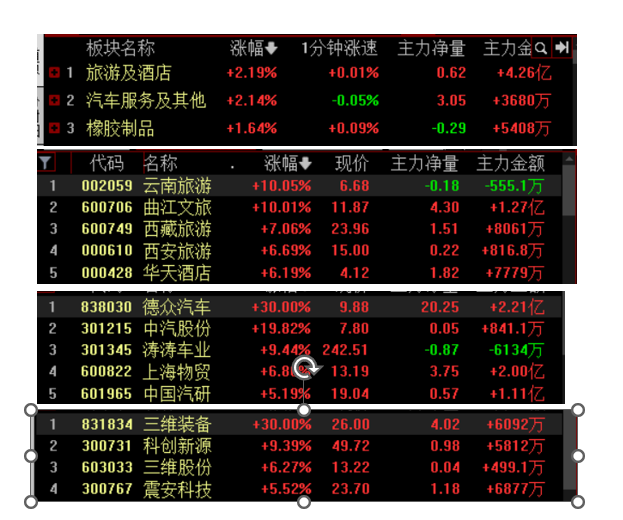 板块名称 涨幅 1分钟涨速 主力净量 主力金
1 旅游及酒店 +2.19% +0.01% 0.62 +4.26亿
2 汽车服务及其他 +2.14% -0.05% 3.05 +3680万
3 橡胶制品 +1.64% +0.09% -0.29 +5408万
代码 名称 . 涨幅 现价 主力净量 主力金额
1 002059 云南旅游 +10.05% 6.68 -0.18 -555.1万
2 600706 曲江文旅 +10.01% 11.87 4.30 +1.27亿
3 600749 西藏旅游 +7.06% 23.96 1.51 +8061万
4 000610 西安旅游 +6.69% 15.00 0.22 +816.8万
5 000428 华天酒店 +6.19% 4.12 1.82 +7779万
1 838030 德众汽车 +30.00% 9.88 20.25 +2.21亿
2 301215 中汽股份 +19.82% 7.80 0.05 +841.1万
3 301345 涛涛车业 +9.44% 242.51 -0.87 -6134万
4 600822 上海物贸 13.19 3.75 +2.00亿
5 601965 中国汽研 +5.19% 19.04 0.57 +1.11亿
1 831834 三维装备 +30.00% 26.00 4.02 +6092万
2 300731 科创新源 +9.39% 49.72 0.98 +5812万
3 603033 三维股份 +6.27% 13.22 0.04 +499.1万
4 300767 震安科技 +5.52% 23.70 1.18 +6877万